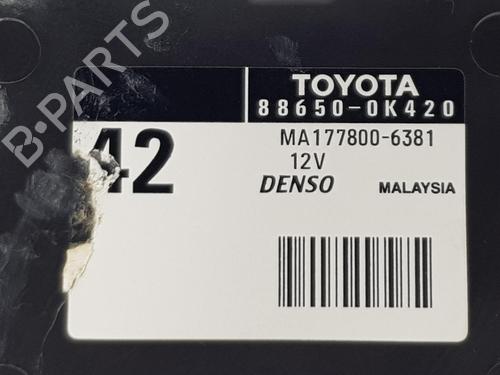 B-PARTS
TOYOTA
88650-0K420
42
MA177800-6381
12V
DENSO MALAYSIA